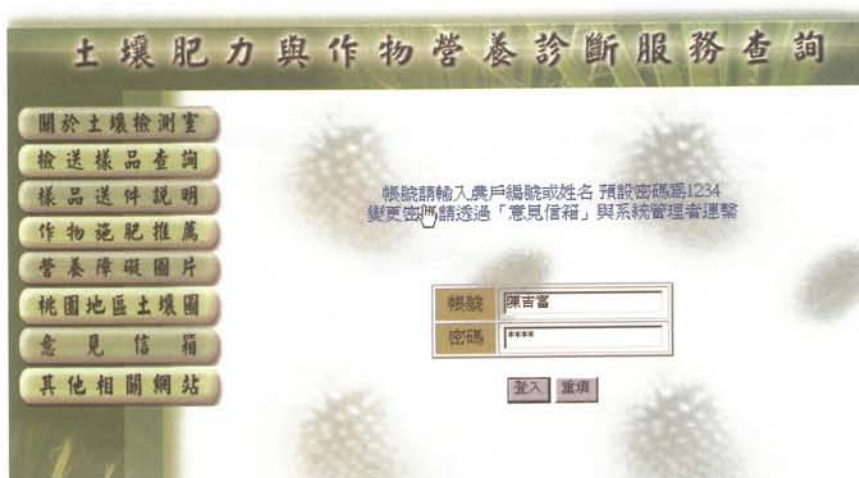 土壤肥力與作物營養診斷服務查詢
關於土壤檢測室
檢送樣品查詢
樣品送件說明
作物施肥推薦
營養障礙圖片
桃園地區土壤圖
意見信箱
其他相關網站
帳號請輸入農戶編號或姓名 預設密碼爲1234
變更密碼請透過「意見信箱」與系統管理者連繫
帳號 陳吉富
密碼 ****
登入 重填